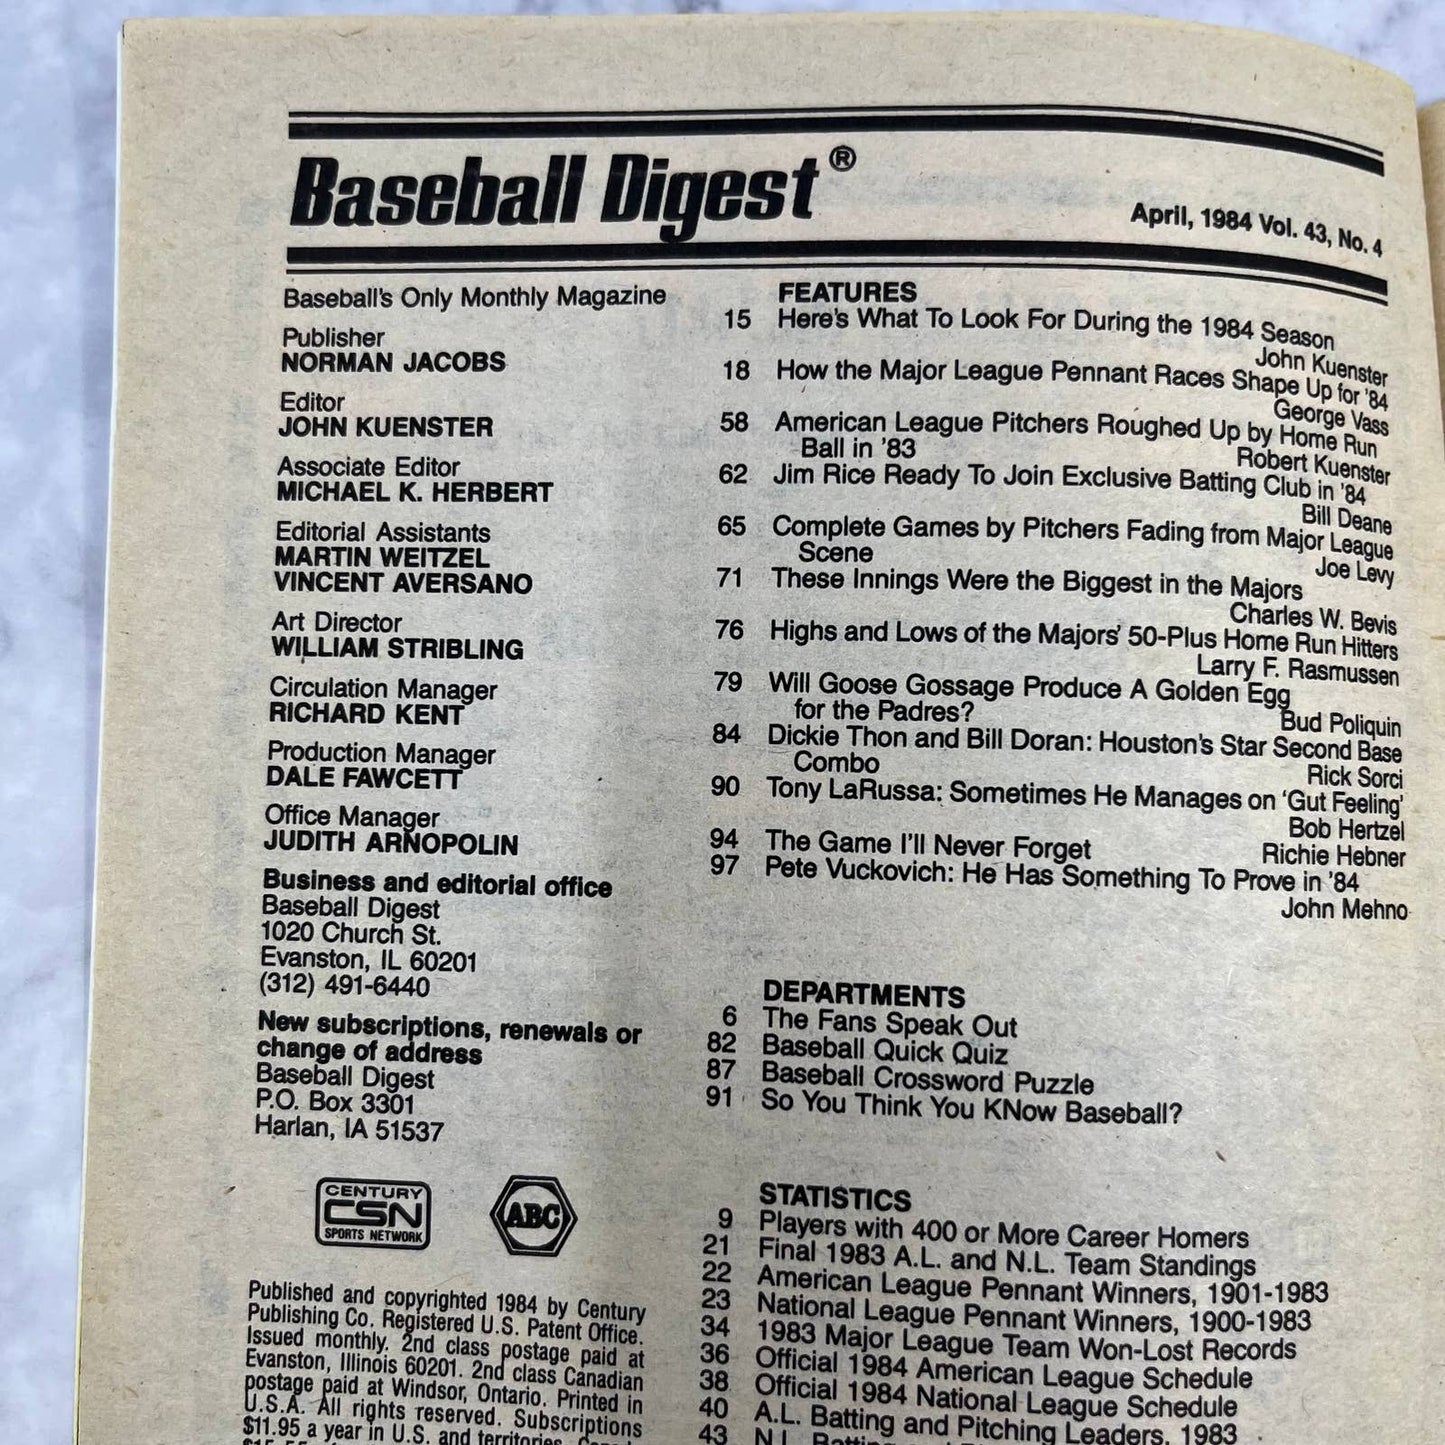 Baseball Digest®
April, 1984 Vol. 43, No. 4
Baseball's Only Monthly Magazine
Publisher
NORMAN JACOBS
Editor
JOHN KUENSTER
Associate Editor
MICHAEL K. HERBERT
Editorial Assistants
MARTIN WEITZEL
VINCENT AVERSANO
Art Director
WILLIAM STRIBLING
Circulation Manager
RICHARD KENT
Production Manager
DALE FAWCETT
Office Manager
JUDITH ARNOPOLIN
Business and editorial office
Baseball Digest
1020 Church St.
Evanston, IL 60201
(312) 491-6440
New subscriptions, renewals or
change of address
Baseball Digest
P.O. Box 3301
Harlan, IA 51537
CENTURY
CSN
SPORTS NETWORK
ABC
Published and copyrighted 1984 by Century
Publishing Co. Registered U.S. Patent Office.
Issued monthly. 2nd class postage paid at
Evanston, Illinois 60201. 2nd class Canadian
postage paid at Windsor, Ontario. Printed in
U.S.A. All rights reserved. Subscriptions
$11.95 a year in U.S. and territories.
FEATURES
15 Here's What To Look For During the 1984 Season
John Kuenster
18 How the Major League Pennant Races Shape Up for '84
George Vass
58 American League Pitchers Roughed Up by Home Run
Ball in '83
Robert Kuenster
62 Jim Rice Ready To Join Exclusive Batting Club in '84
Bill Deane
65 Complete Games by Pitchers Fading from Major League
Scene
Joe Levy
71 These Innings Were the Biggest in the Majors
Charles W. Bevis
76 Highs and Lows of the Majors' 50-Plus Home Run Hitters
Larry F. Rasmussen
79 Will Goose Gossage Produce A Golden Egg
for the Padres?
Bud Poliquin
84 Dickie Thon and Bill Doran: Houston's Star Second Base
Combo
Rick Sorci
90 Tony LaRussa: Sometimes He Manages on 'Gut Feeling'
Bob Hertzel
94 The Game I'll Never Forget Richie Hebner
97 Pete Vuckovich: He Has Something To Prove in '84
John Mehno
DEPARTMENTS
6 The Fans Speak Out
82 Baseball Quick Quiz
87 Baseball Crossword Puzzle
91 So You Think You KNow Baseball?
STATISTICS
9 Players with 400 or More Career Homers
21 Final 1983 A.L. and N.L. Team Standings
22 American League Pennant Winners, 1901-1983
23 National League Pennant Winners, 1900-1983
34 1983 Major League Team Won-Lost Records
36 Official 1984 American League Schedule
38 Official 1984 National League Schedule
40 A.L. Batting and Pitching Leaders, 1983
43 N.L. Batting and